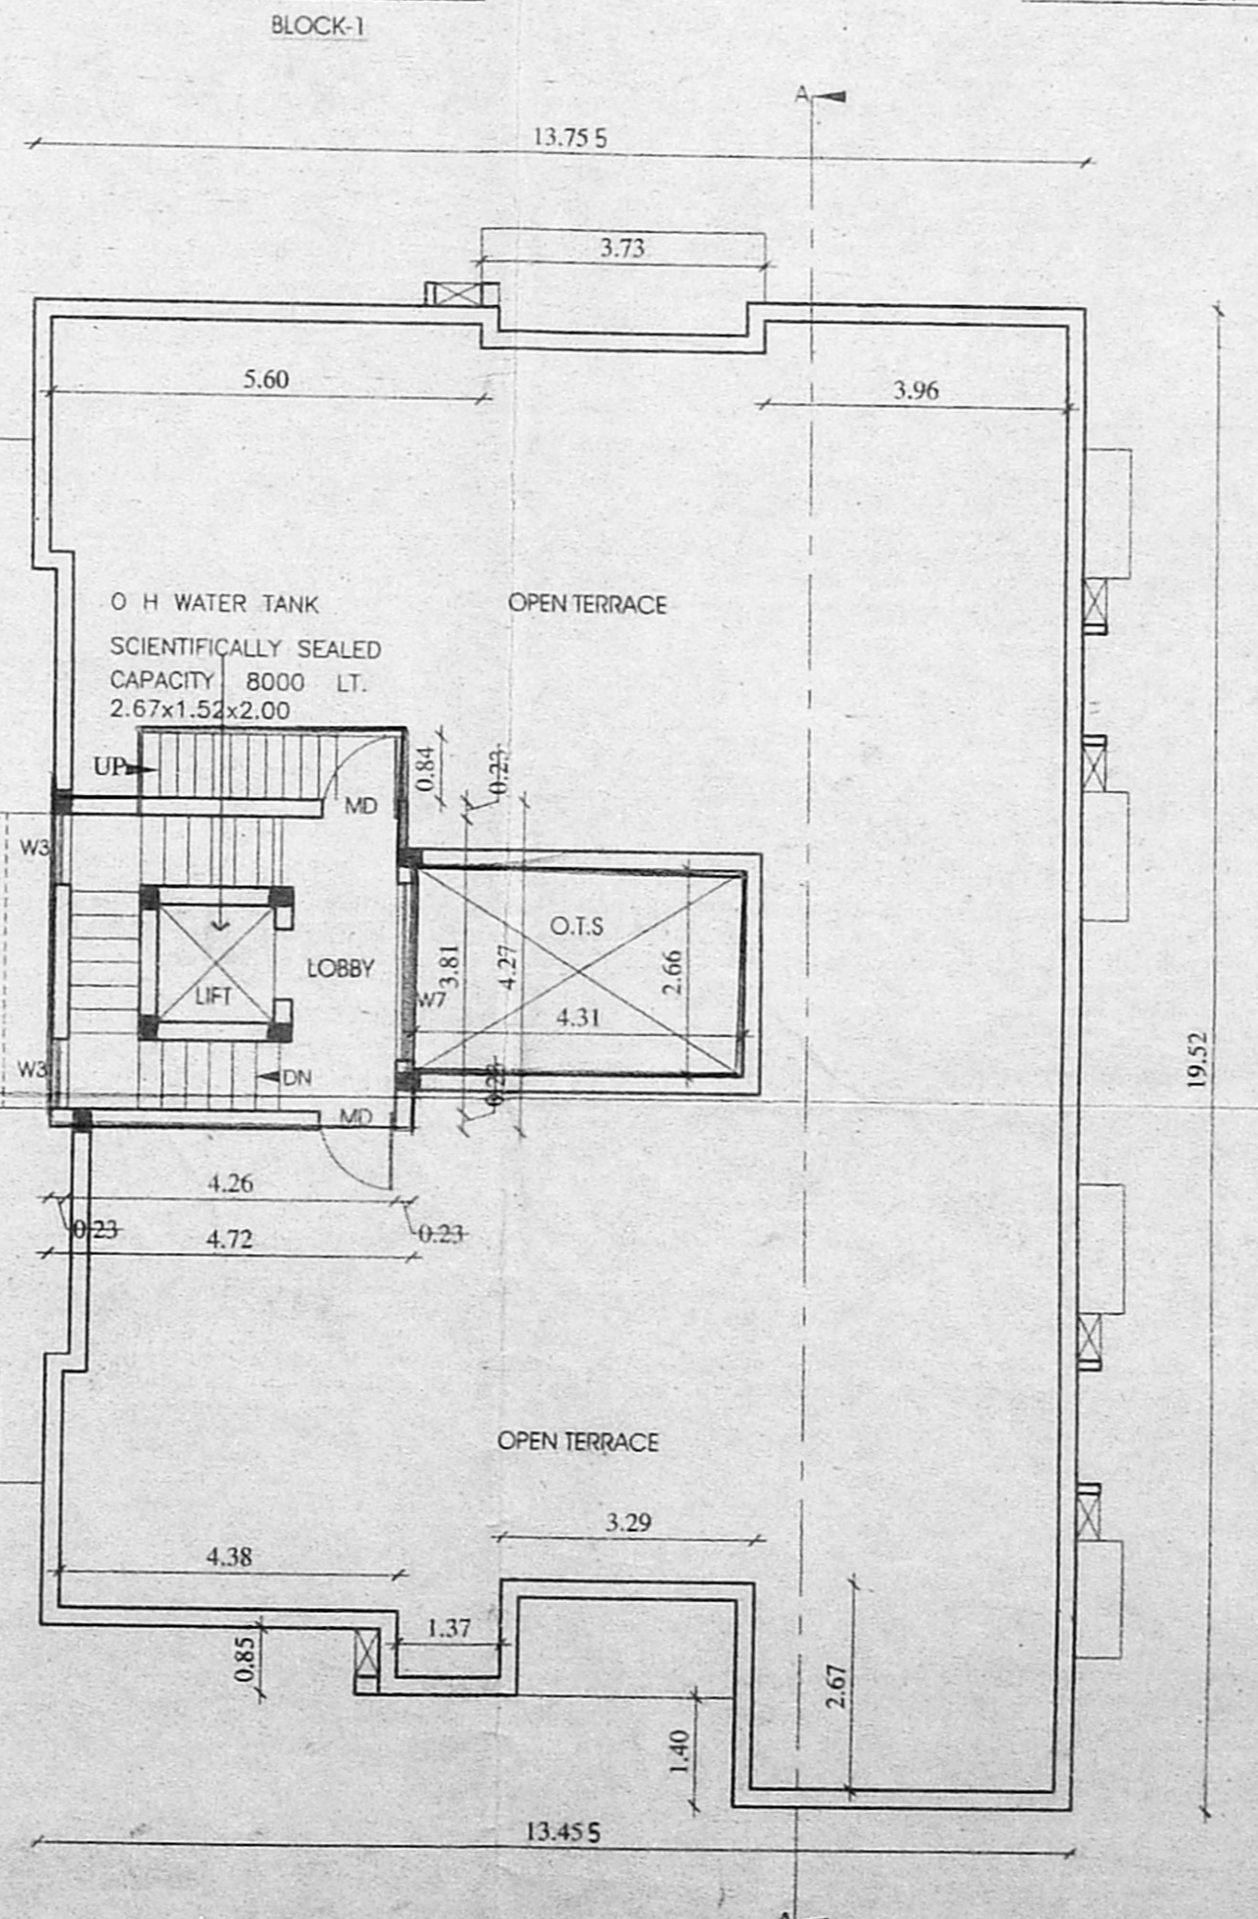 BLOCK-1
A
13.75 5
3.73
5.60
3.96
O H WATER TANK
OPEN TERRACE
SCIENTIFICALLY SEALED
CAPACITY 8000 LT.
2.67x1.52x2.00
UP
0.84
0.23
MD
W3
O.T.S
LOBBY
3.81
4.27
2.66
LIFT
W7
4.31
19.52
W3
DN
0.23
MD
4.26
0.23
0.23
4.72
OPEN TERRACE
3.29
4.38
1.37
0.85
2.67
1.40
13.45 5
A